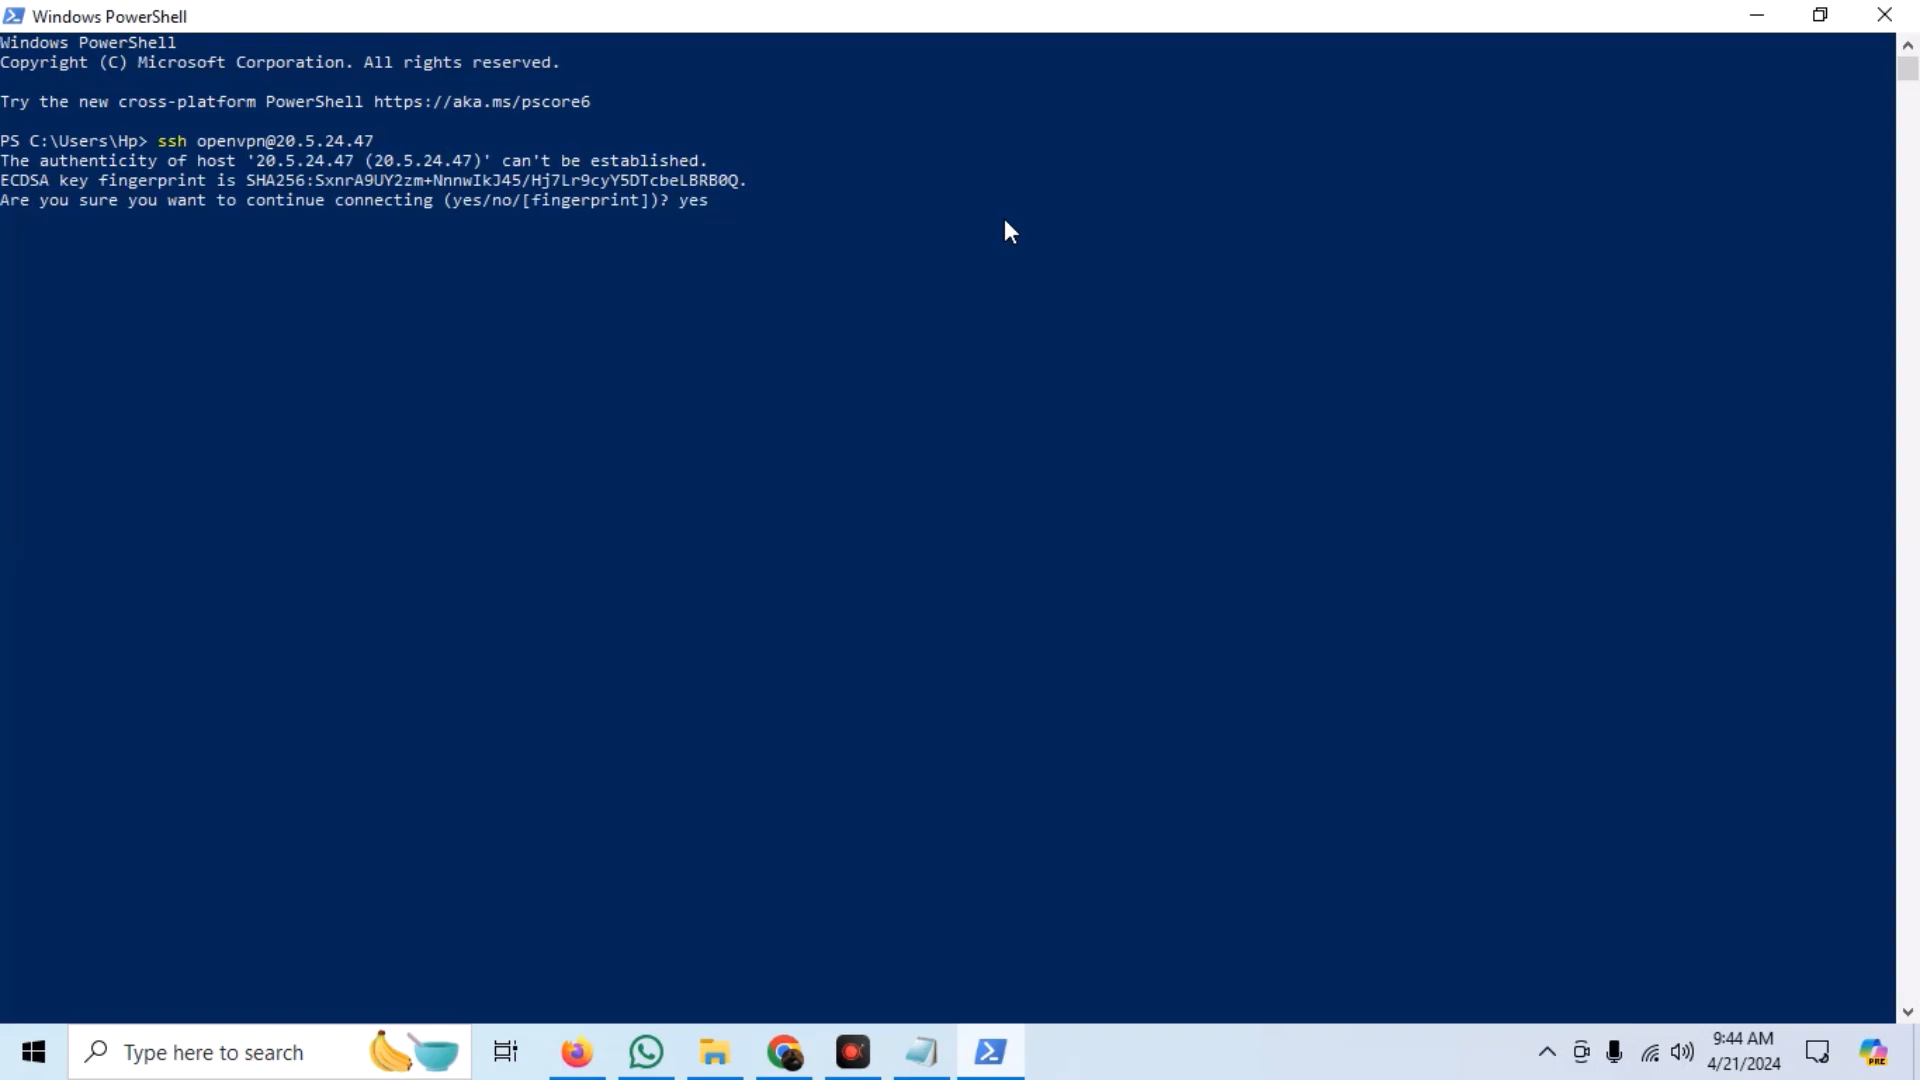 Windows PowerShell
Windows PowerShell
Copyright (C) Microsoft Corporation. All rights reserved.
Try the new cross-platform PowerShell https://aka.ms/pscore6
PS C:\Users\Hp> ssh openvpn@20.5.24.47
The authenticity of host '20.5.24.47 (20.5.24.47)' can't be established.
ECDSA key fingerprint is SHA256:SxnrA9UY2zm+NnnwIkJ45/Hj7Lr9cyY5DTcbeLBRB0Q.
Are you sure you want to continue connecting (yes/no/[fingerprint])? yes
Type here to search
9:44 AM
4/21/2024
PRE